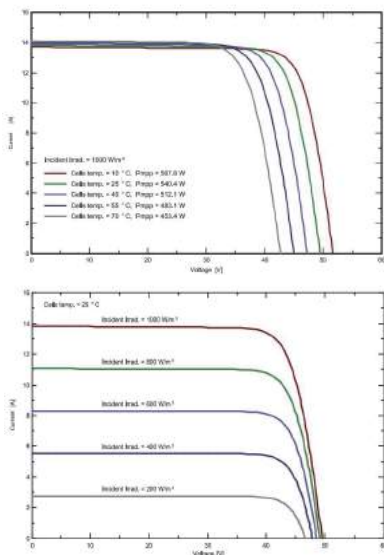 16
14
12
10
8
6
4
2
0
Current [A]
Incident Irrad. = 1000 W/m²
Cells temp. = 10 ° C, Pmpp = 567.6 W
Cells temp. = 25 ° C, Pmpp = 540.4 W
Cells temp. = 40 ° C, Pmpp = 512.1 W
Cells temp. = 55 ° C, Pmpp = 483.1 W
Cells temp. = 70 ° C, Pmpp = 453.4 W
0 10 20 30 40 50 60
Voltage [V]
16
14
12
10
8
6
4
2
0
Current [A]
Cells temp. = 25 ° C
Incident Irrad. = 1000 W/m²
Incident Irrad. = 800 W/m²
Incident Irrad. = 600 W/m²
Incident Irrad. = 400 W/m²
Incident Irrad. = 200 W/m²
0 10 20 30 40 50 60
Voltage [V]